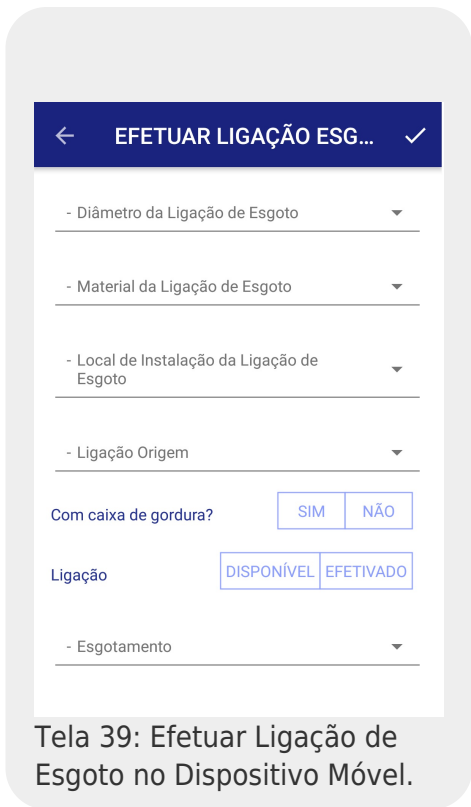 EFETUAR LIGAÇÃO ESG...
- Diâmetro da Ligação de Esgoto
- Material da Ligação de Esgoto
- Local de Instalação da Ligação de
Esgoto
- Ligação Origem
Com caixa de gordura? SIM NÃO
Ligação DISPONÍVEL EFETIVADO
- Esgotamento
Tela 39: Efetuar Ligação de
Esgoto no Dispositivo Móvel.